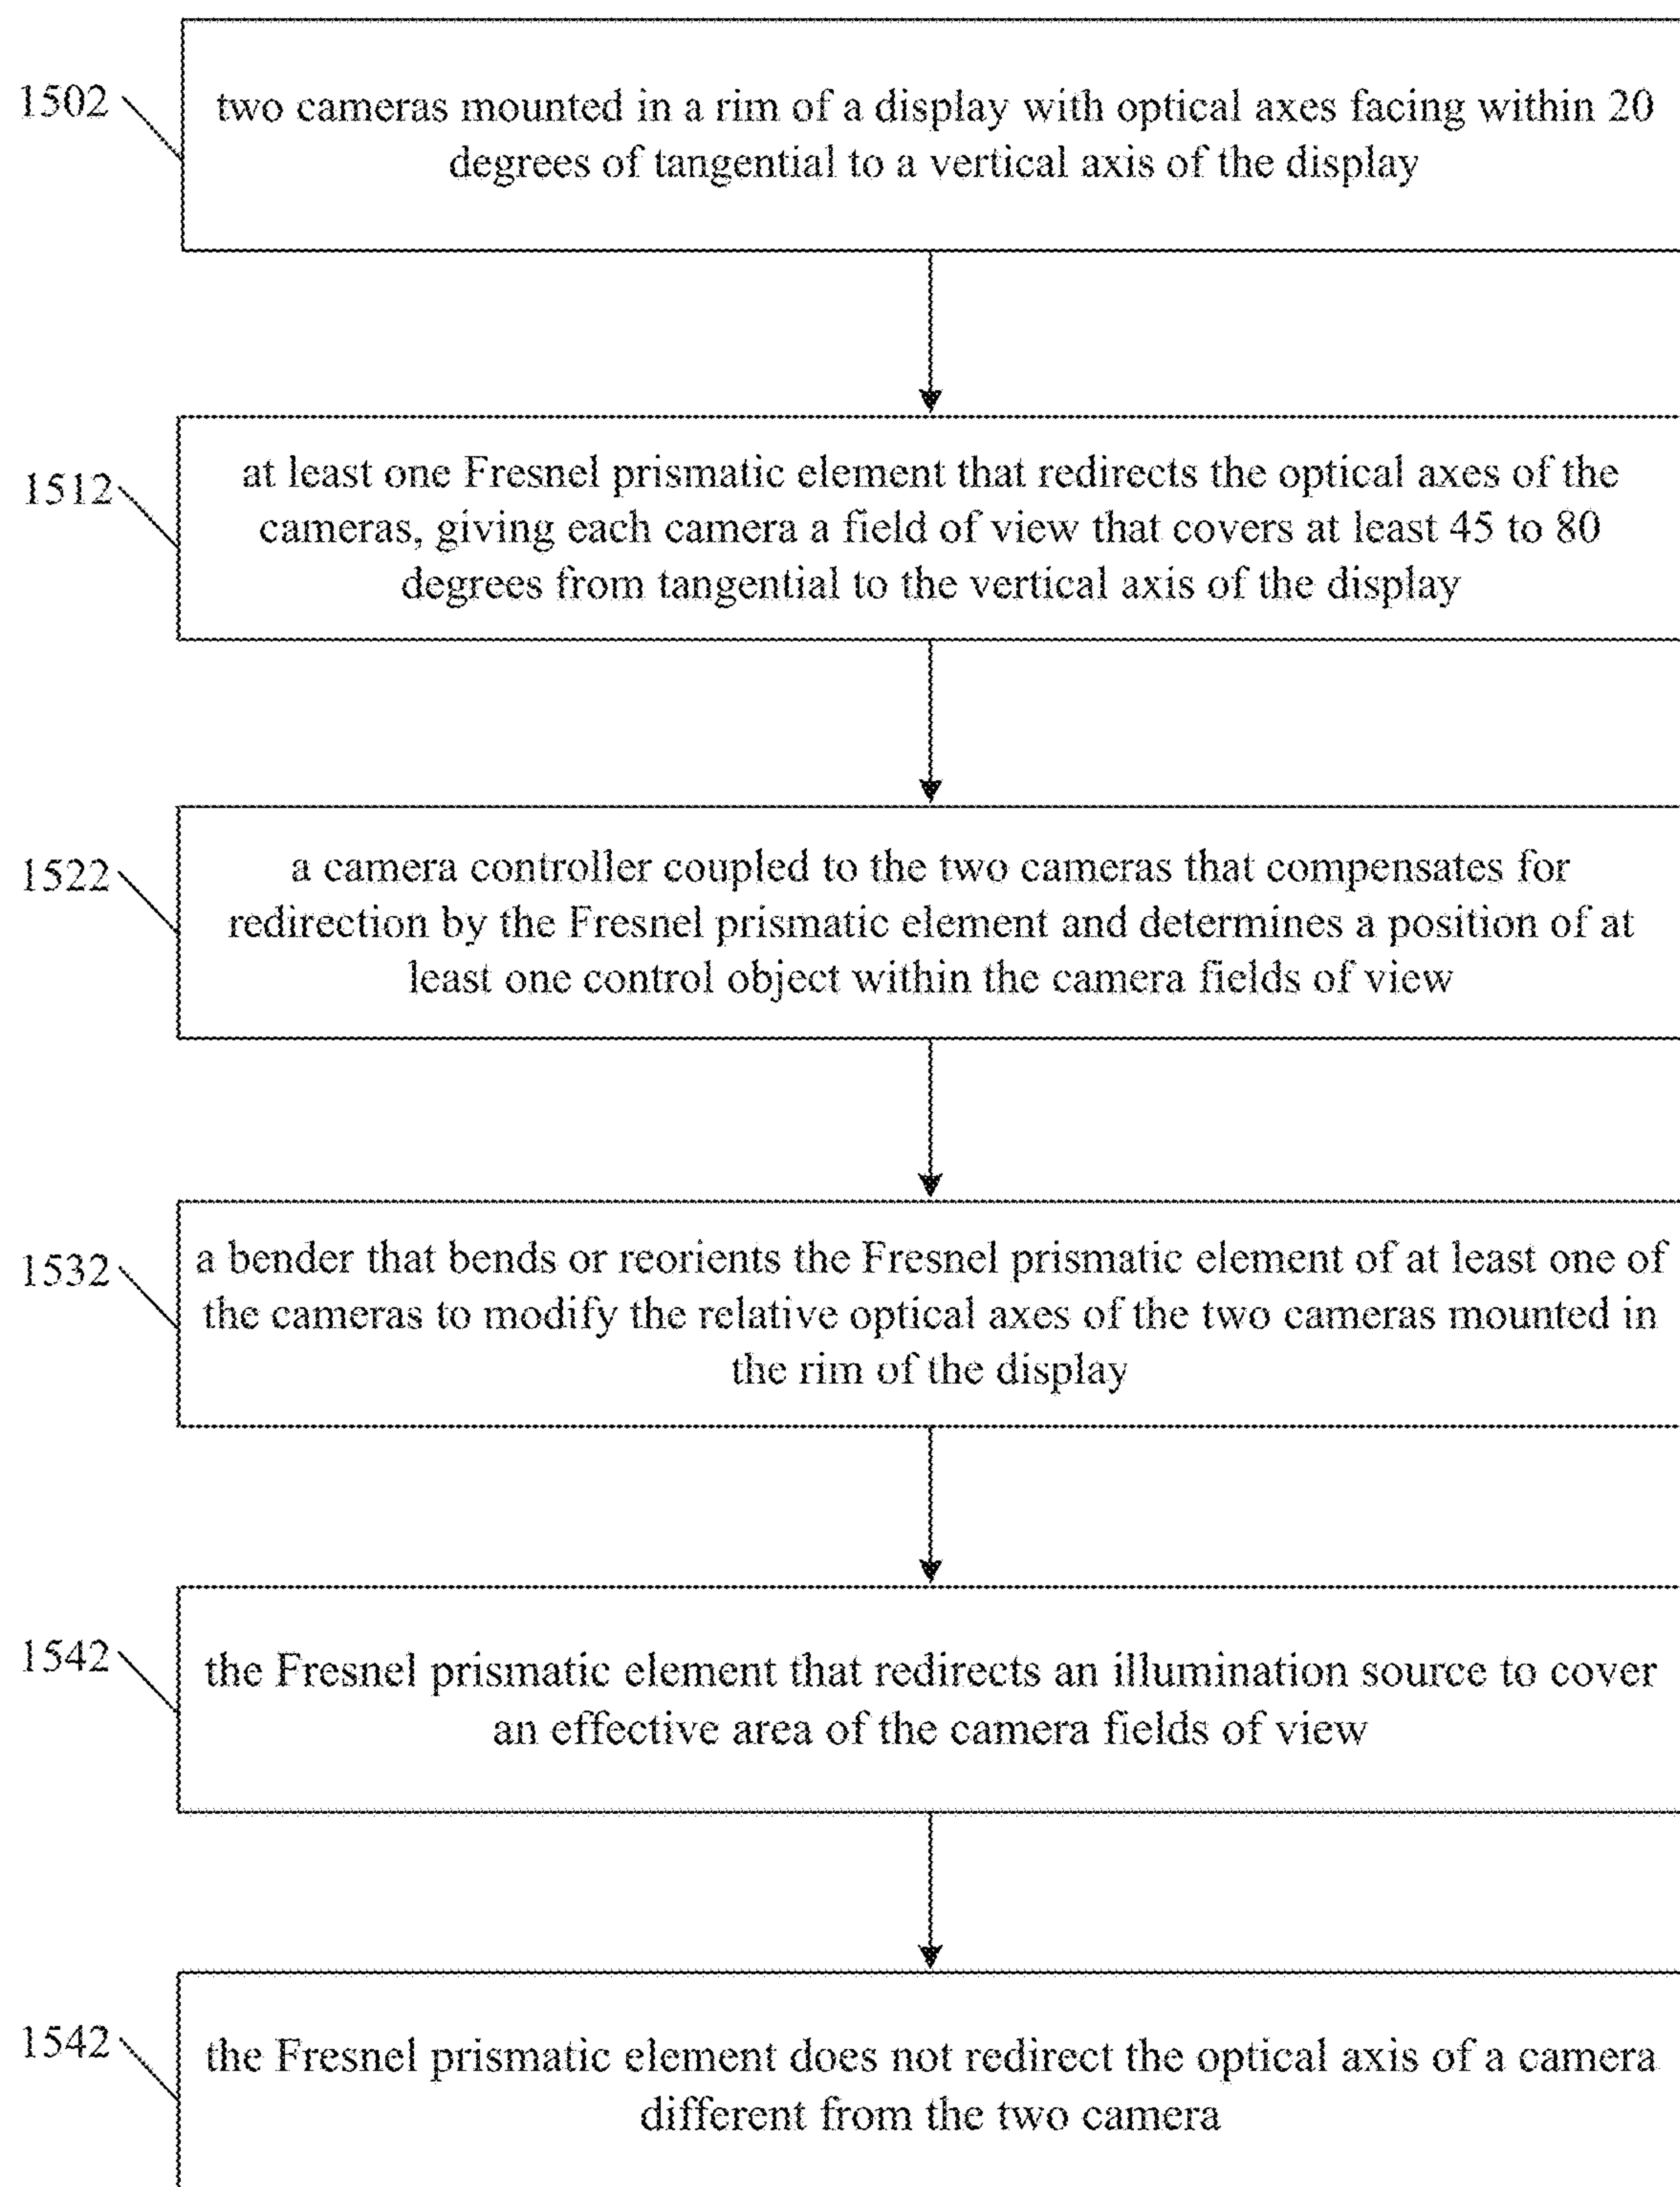 1502
two cameras mounted in a rim of a display with optical axes facing within 20
degrees of tangential to a vertical axis of the display
1512
at least one Fresnel prismatic element that redirects the optical axes of the
cameras, giving each camera a field of view that covers at least 45 to 80
degrees from tangential to the vertical axis of the display
1522
a camera controller coupled to the two cameras that compensates for
redirection by the Fresnel prismatic element and determines a position of at
least one control object within the camera fields of view
1532
a bender that bends or reorients the Fresnel prismatic element of at least one of
the cameras to modify the relative optical axes of the two cameras mounted in
the rim of the display
1542
the Fresnel prismatic element that redirects an illumination source to cover
an effective area of the camera fields of view
1542
the Fresnel prismatic element does not redirect the optical axis of a camera
different from the two camera